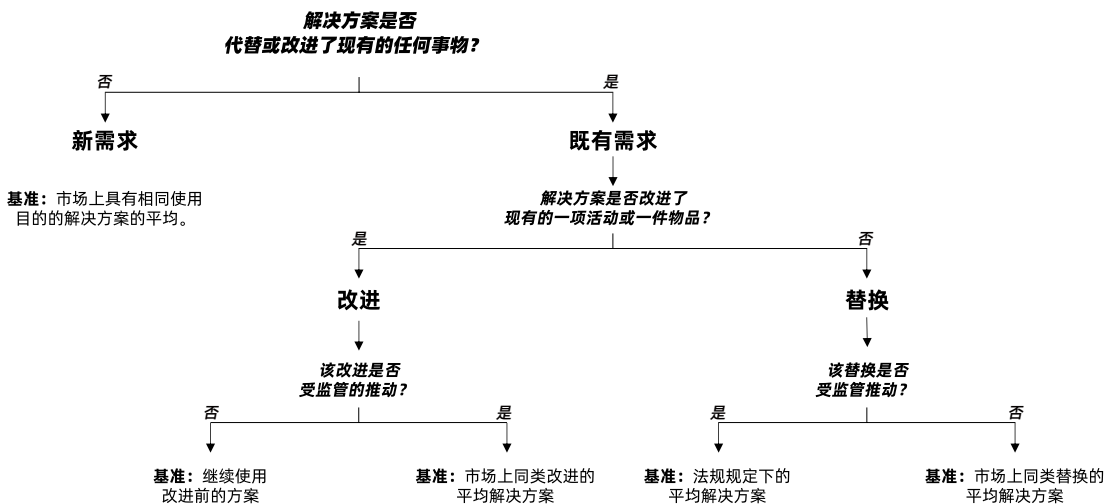 解决方案是否
代替或改进了现有的任何事物？
否
是
新需求
既有需求
基准：市场上具有相同使用
目的的解决方案的平均。
解决方案是否改进了
现有的一项活动或一件物品？
是
否
改进
替换
该改进是否
受监管的推动？
该替换是否
受监管推动？
否
是
是
否
基准：继续使用
改进前的方案
基准：市场上同类改进的
平均解决方案
基准：法规规定下的
平均解决方案
基准：市场上同类替换的
平均解决方案